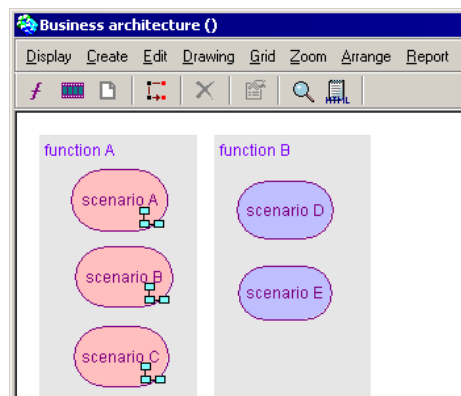 Business architecture ()
Display Create Edit Drawing Grid Zoom Arrange Report
HTML
function A
function B
scenario A
scenario D
scenario B
scenario E
scenario C